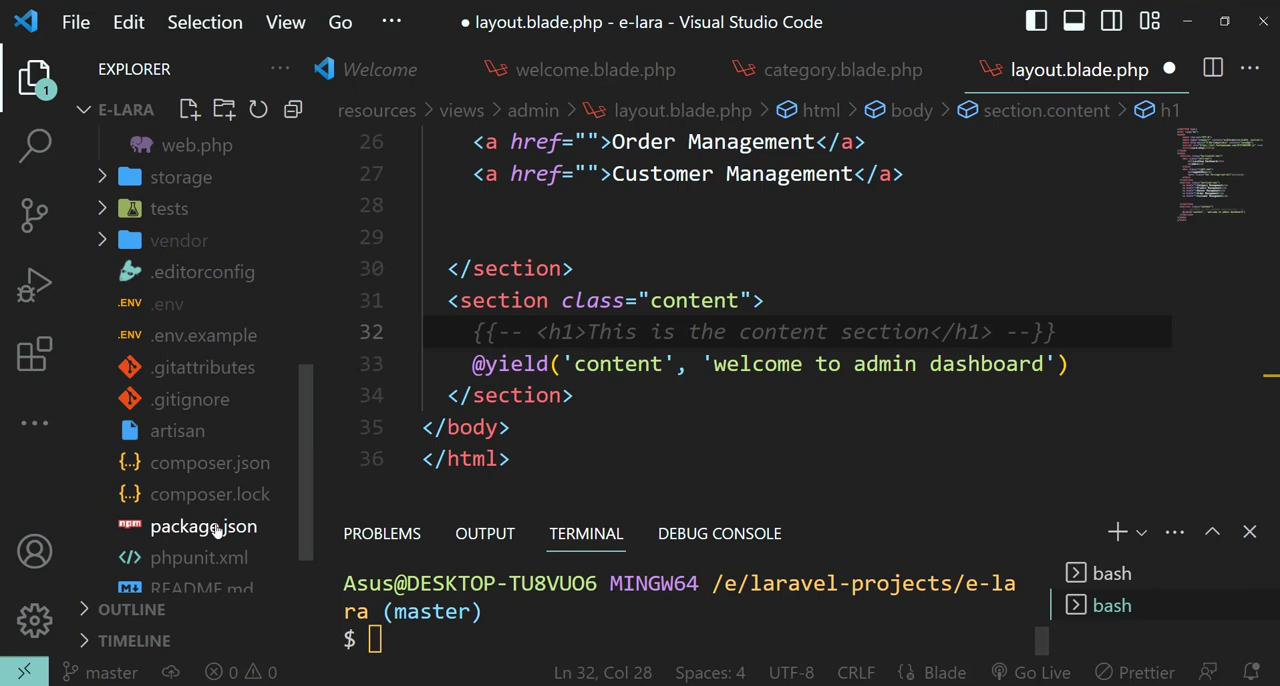 File Edit Selection View Go ··· ● layout.blade.php - e-lara - Visual Studio Code
EXPLORER ···
1
Welcome welcome.blade.php category.blade.php layout.blade.php ● ···
E-LARA
resources > views > admin > layout.blade.php > html > body > section.content > h1
web.php
storage
tests
vendor
.editorconfig
.ENV .env
.ENV .env.example
.gitattributes
.gitignore
artisan
{..} composer.json
{..} composer.lock
npm package.json
</> phpunit.xml
README.md
OUTLINE
TIMELINE
26 <a href="">Order Management</a>
27 <a href="">Customer Management</a>
28
29
30 </section>
31 <section class="content">
32 {{-- <h1>This is the content section</h1> --}}
33 @yield('content', 'welcome to admin dashboard')
34 </section>
35 </body>
36 </html>
PROBLEMS OUTPUT TERMINAL DEBUG CONSOLE
Asus@DESKTOP-TU8VUO6 MINGW64 /e/laravel-projects/e-la
ra (master)
$
bash
bash
master 0 0 Ln 32, Col 28 Spaces: 4 UTF-8 CRLF Blade Go Live Prettier